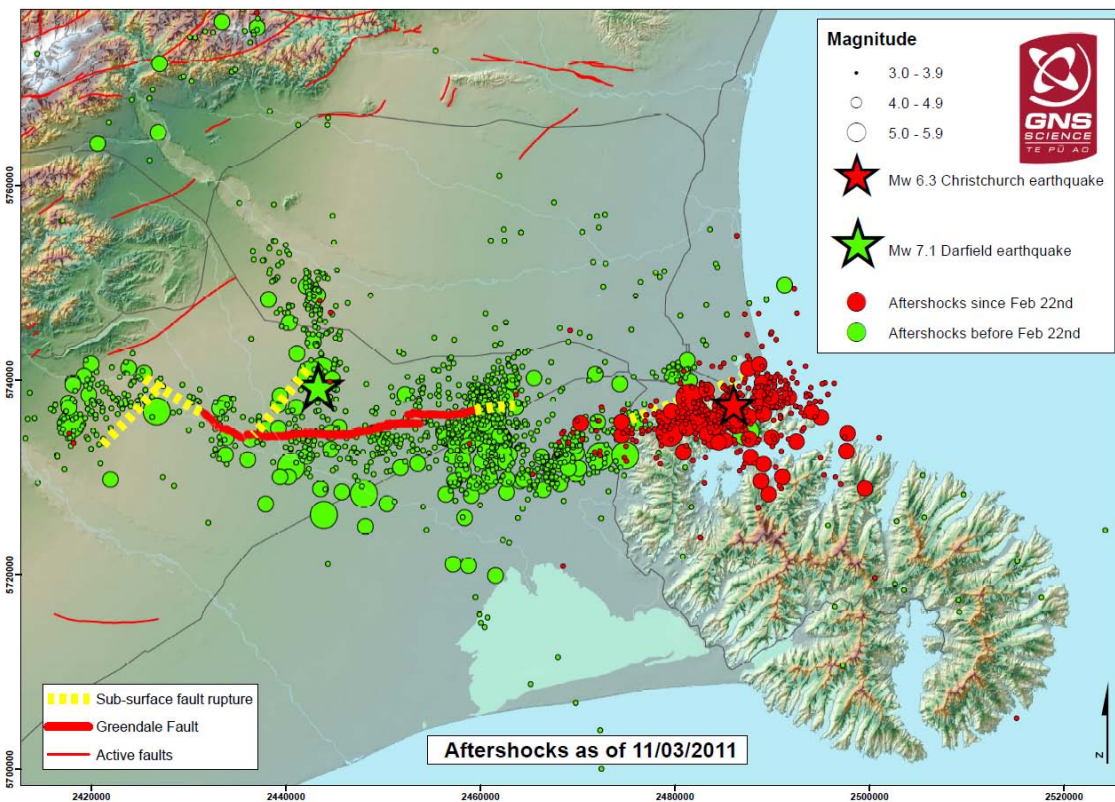 Magnitude
3.0 - 3.9
4.0 - 4.9
5.0 - 5.9
GNS
SCIENCE
TE PŪ AO
Mw 6.3 Christchurch earthquake
Mw 7.1 Darfield earthquake
Aftershocks since Feb 22nd
Aftershocks before Feb 22nd
5760000
5740000
5720000
5700000
Sub-surface fault rupture
Greendale Fault
Active faults
Aftershocks as of 11/03/2011
N
2420000
2440000
2460000
2480000
2500000
2520000